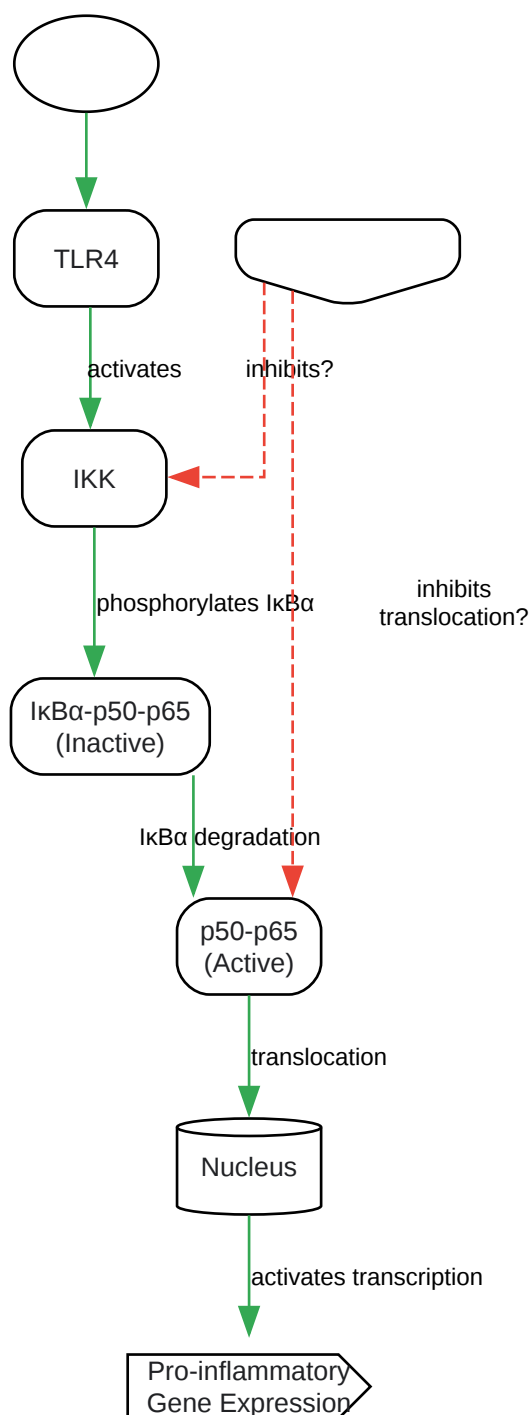 TLR4
activates
inhibits?
IKK
phosphorylates IκBα
inhibits
translocation?
IκBα-p50-p65
(Inactive)
IκBα degradation
p50-p65
(Active)
translocation
Nucleus
activates transcription
Pro-inflammatory
Gene Expression